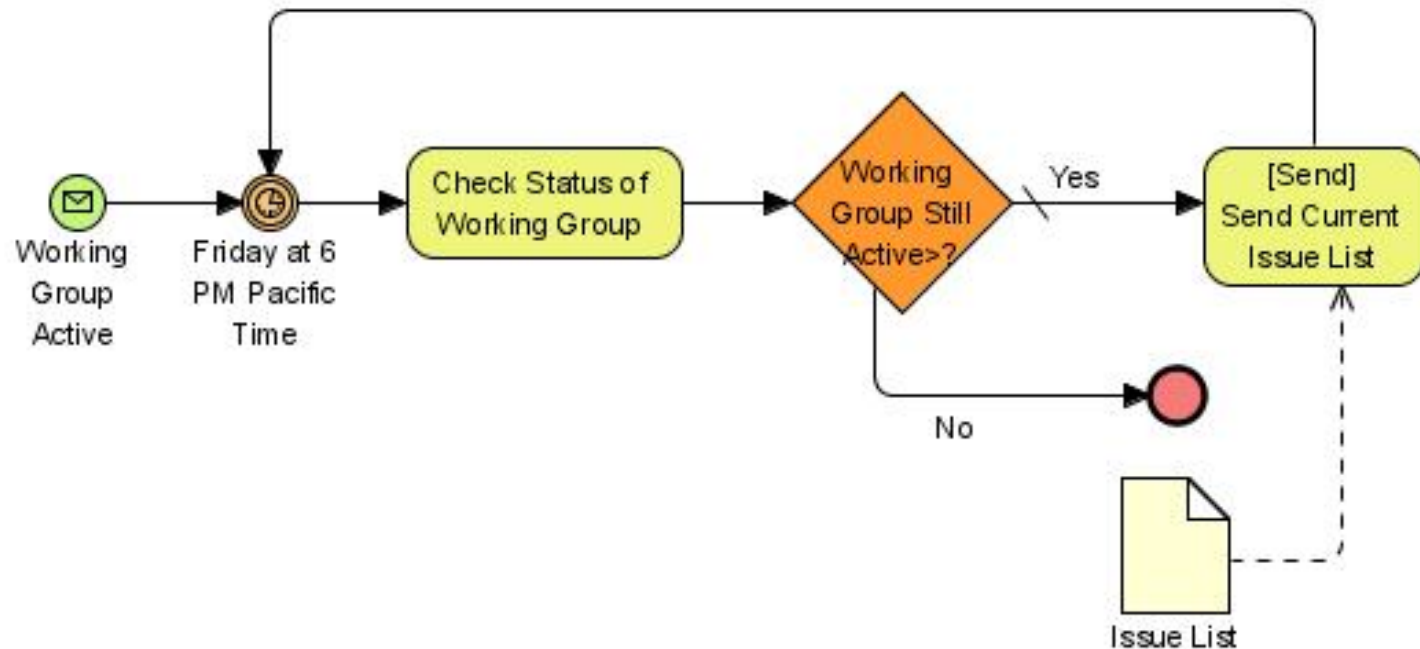 Working
Group
Active
Friday at 6
PM Pacific
Time
Check Status of
Working Group
Working
Group Still
Active>?
Yes
No
[Send]
Send Current
Issue List
Issue List